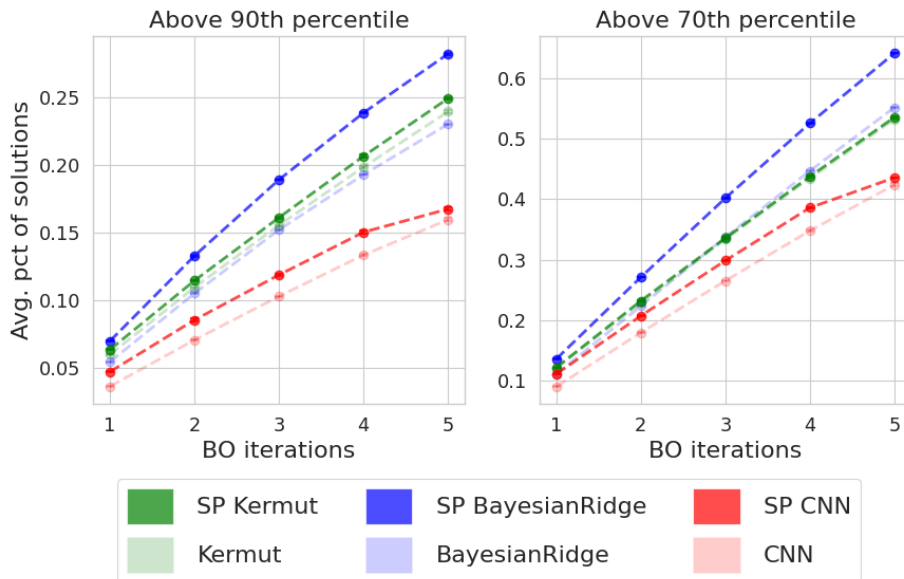 Above 90th percentile
Above 70th percentile
Avg. pct of solutions
0.25
0.20
0.15
0.10
0.05
1 2 3 4 5
BO iterations
0.6
0.5
0.4
0.3
0.2
0.1
1 2 3 4 5
BO iterations
SP Kermut
SP BayesianRidge
SP CNN
Kermut
BayesianRidge
CNN